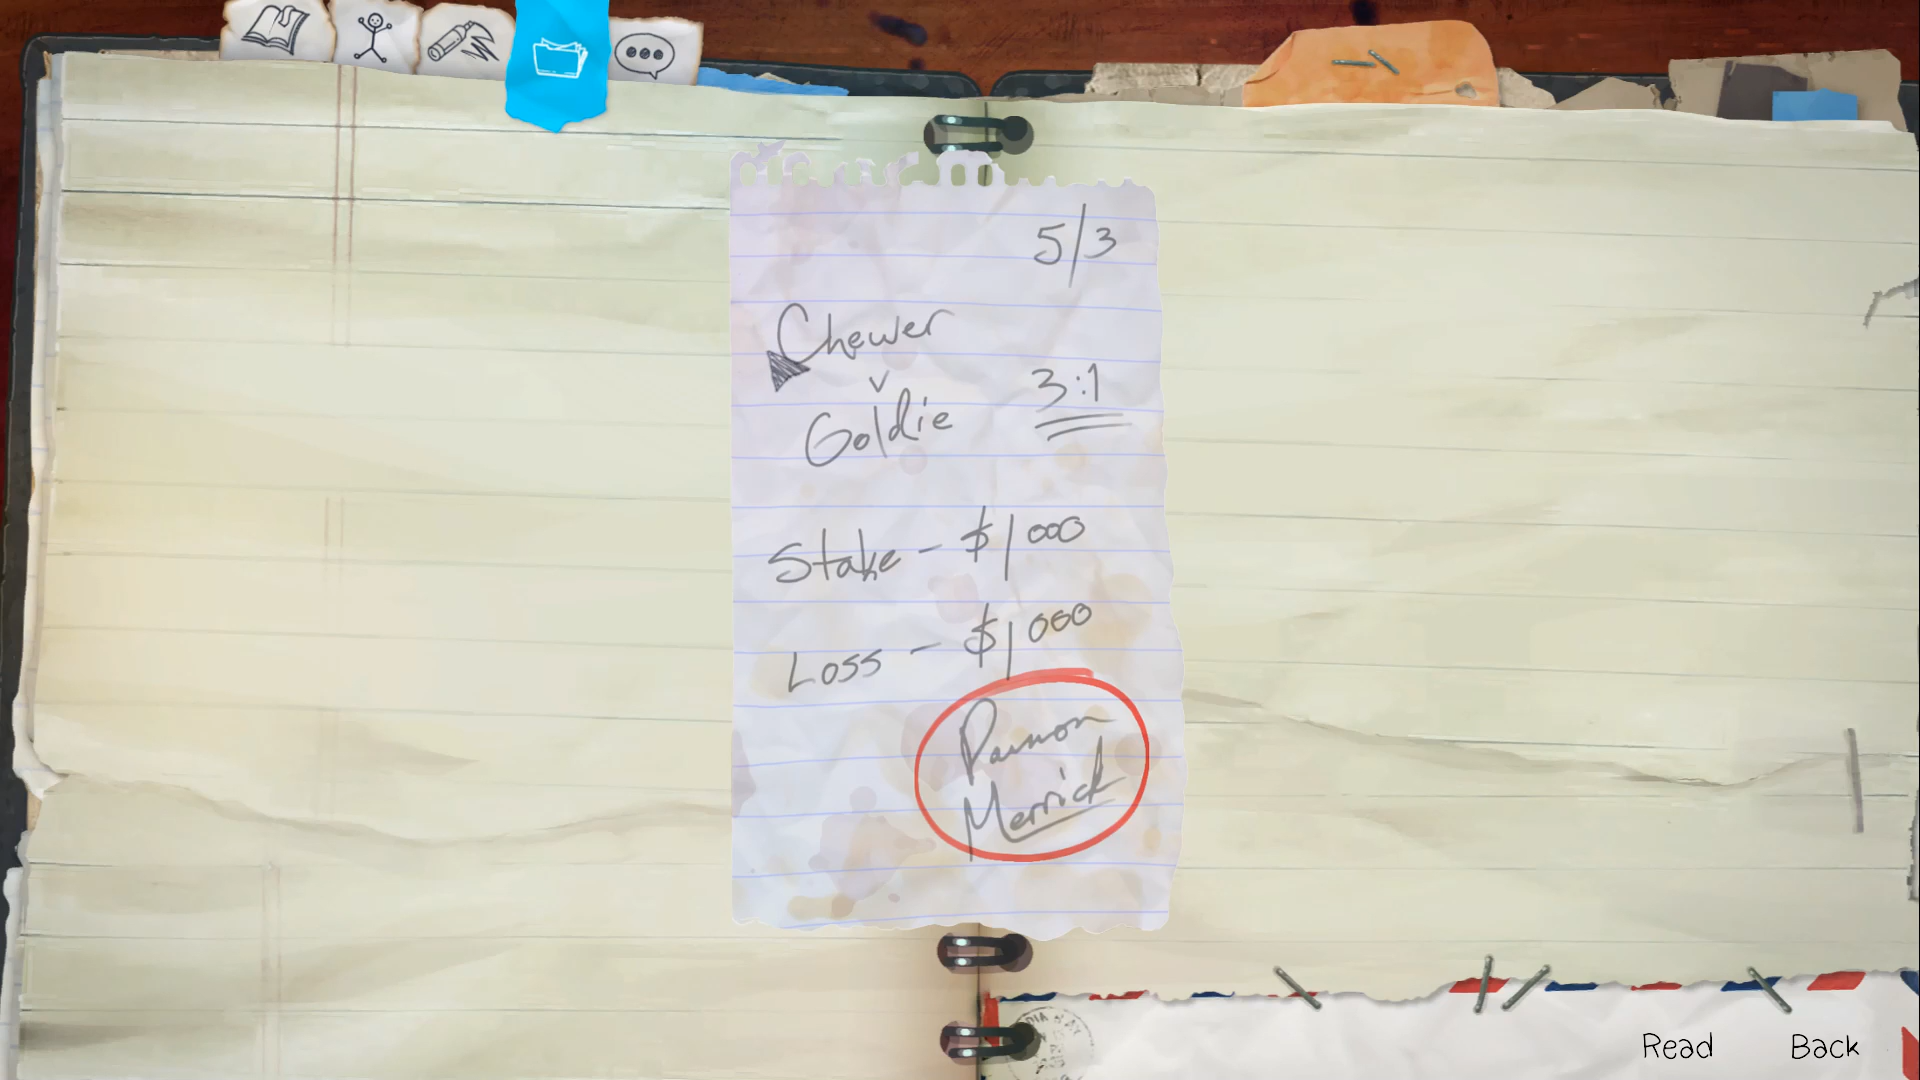 5/3
Chewer
v
Goldie 3:1
Stake - $1000
Loss - $1000
Damon
Merrick
Read Back